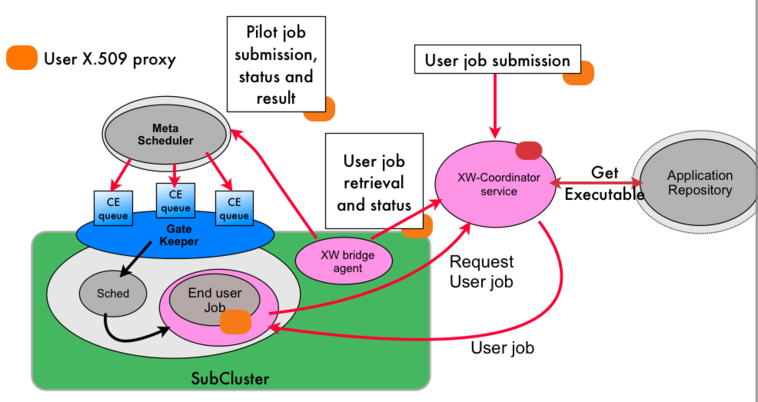 User X.509 proxy
Pilot job
submission,
status and
result
User job submission
Meta
Scheduler
User job
retrieval
and status
XW-Coordinator
service
Get
Executable
Application
Repository
CE
queue
CE
queue
CE
queue
Gate
Keeper
XW bridge
agent
Request
User job
Sched
End user
Job
User job
SubCluster